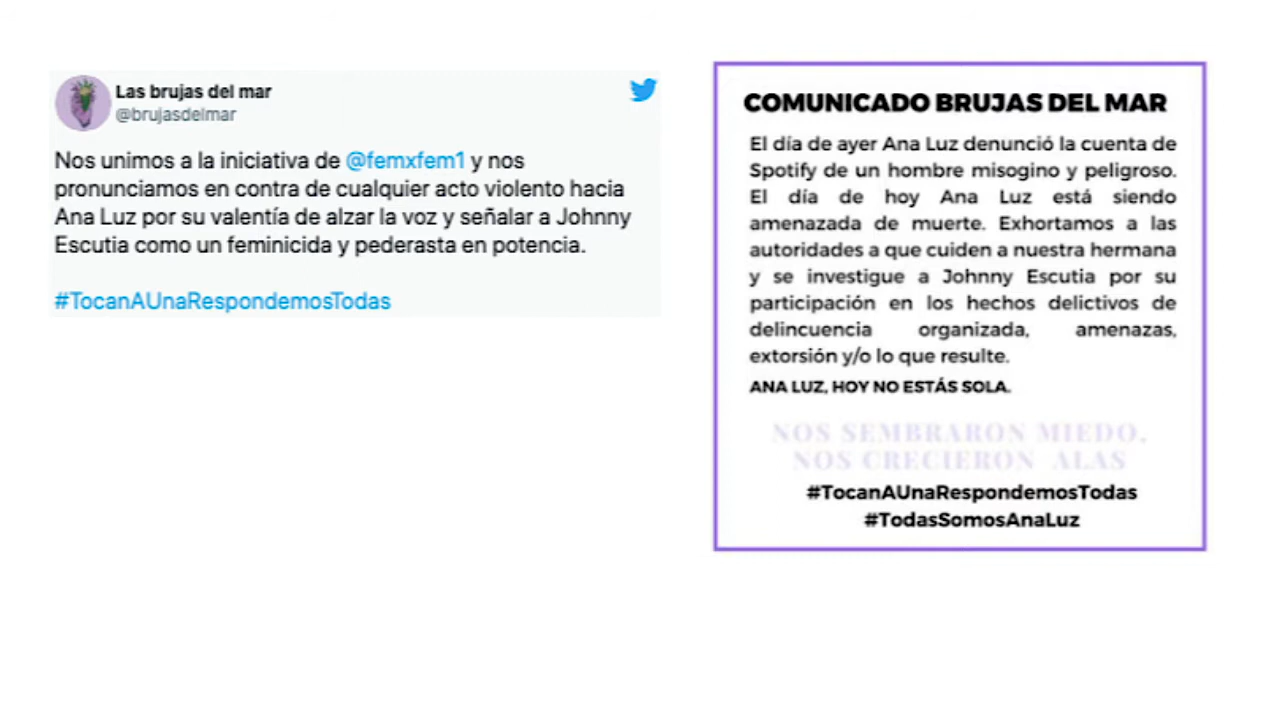 Las brujas del mar
@brujasdelmar
Nos unimos a la iniciativa de @femxfem1 y nos
pronunciamos en contra de cualquier acto violento hacia
Ana Luz por su valentía de alzar la voz y señalar a Johnny
Escutia como un feminicida y pederasta en potencia.
#TocanAUnaRespondemosTodas
COMUNICADO BRUJAS DEL MAR
El día de ayer Ana Luz denunció la cuenta de
Spotify de un hombre misogino y peligroso.
El día de hoy Ana Luz está siendo
amenazada de muerte. Exhortamos a las
autoridades a que cuiden a nuestra hermana
y se investigue a Johnny Escutia por su
participación en los hechos delictivos de
delincuencia organizada, amenazas,
extorsión y/o lo que resulte.
ANA LUZ, HOY NO ESTÁS SOLA.
NOS SEMBRARON MIEDO,
NOS CRECIERON ALAS
#TocanAUnaRespondemosTodas
#TodasSomosAnaLuz